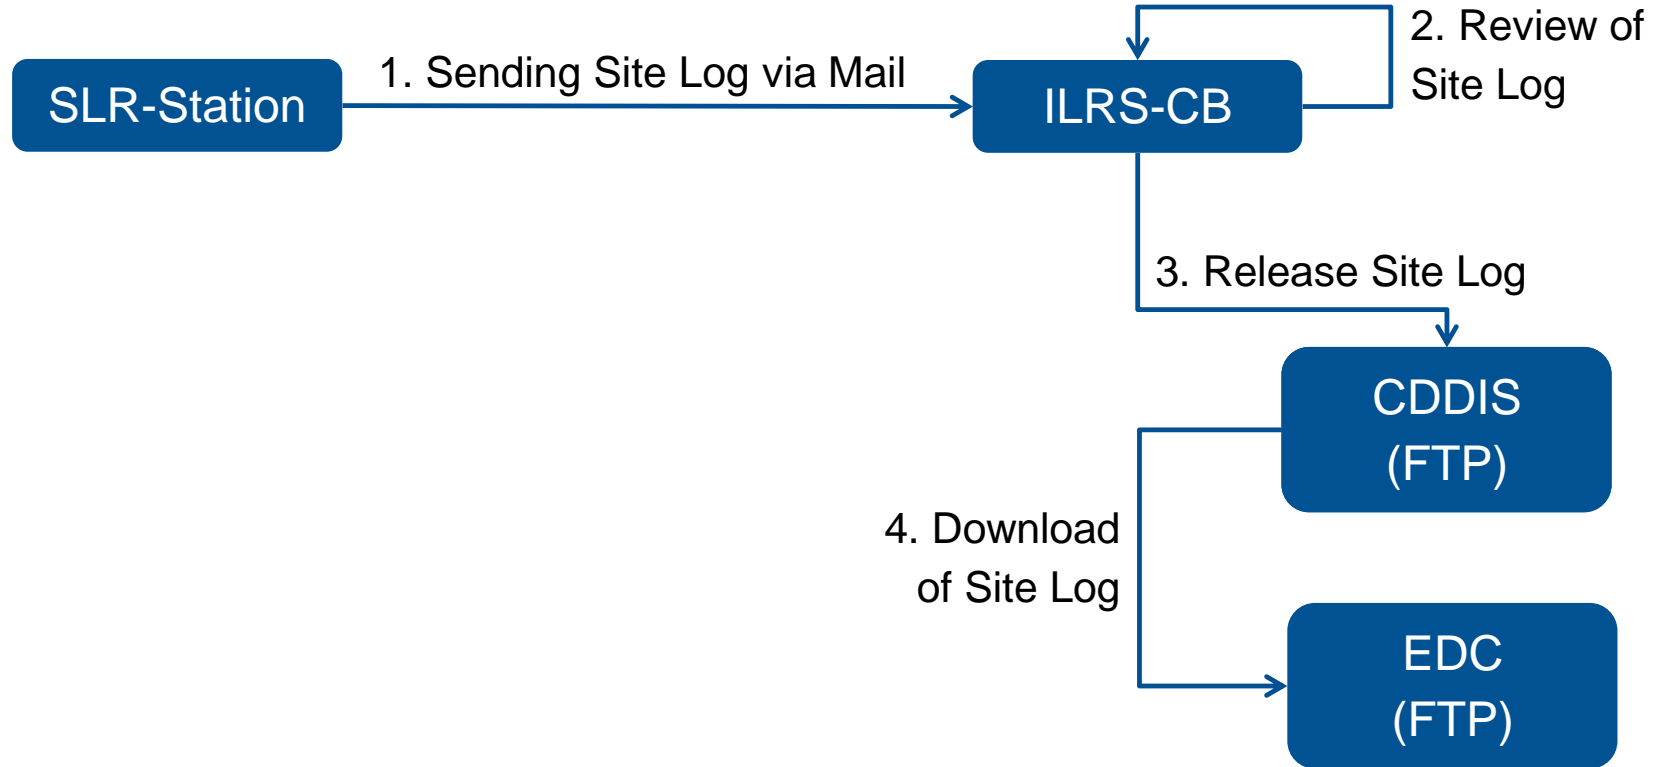 SLR-Station
1. Sending Site Log via Mail
ILRS-CB
2. Review of
Site Log
3. Release Site Log
CDDIS
(FTP)
4. Download
of Site Log
EDC
(FTP)